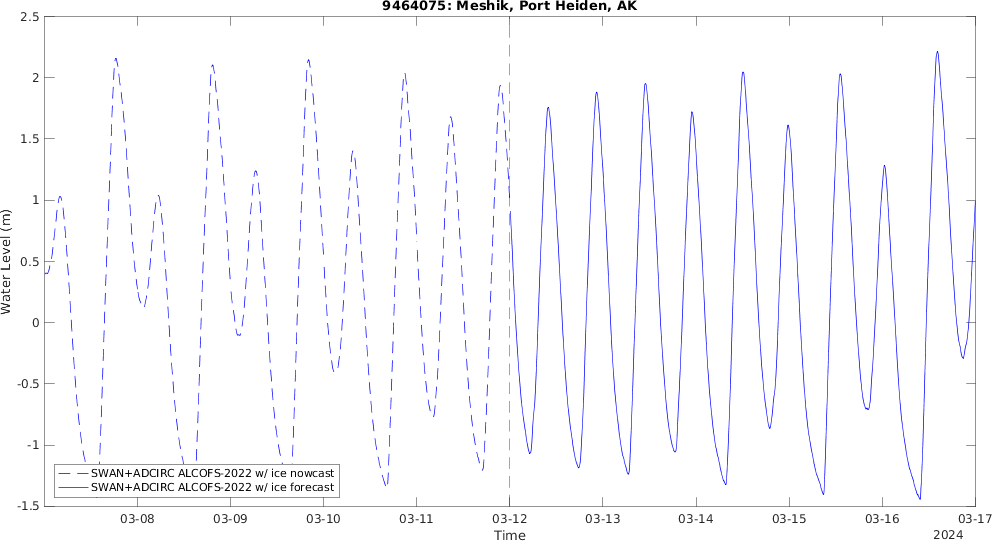 9464075: Meshik, Port Heiden, AK
2.5
2
1.5
1
0.5
0
-0.5
-1
-1.5
Water Level (m)
SWAN+ADCIRC ALCOFS-2022 w/ ice nowcast
SWAN+ADCIRC ALCOFS-2022 w/ ice forecast
03-08 03-09 03-10 03-11 03-12 03-13 03-14 03-15 03-16 03-17
Time
2024